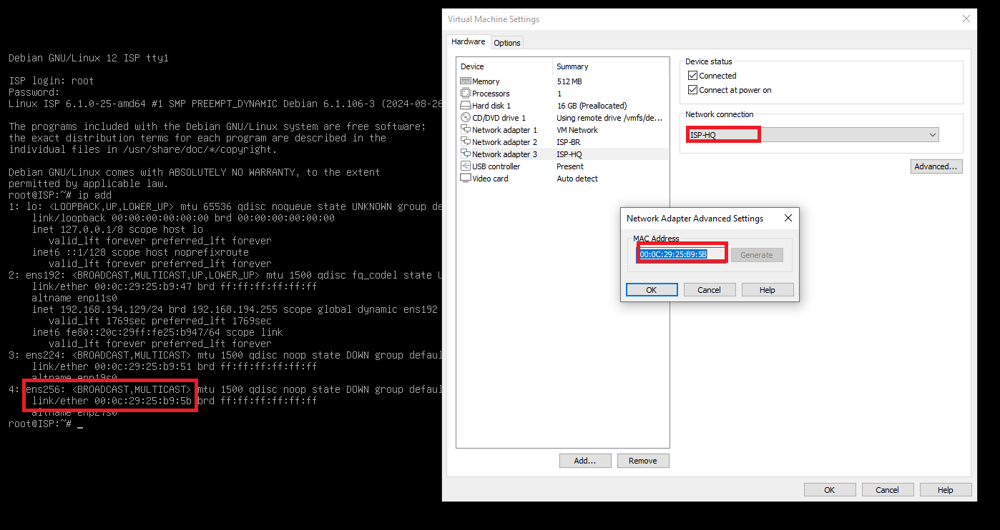 Debian GNU/Linux 12 ISP tty1
ISP login: root
Password:
Linux ISP 6.1.0-25-amd64 #1 SMP PREEMPT_DYNAMIC Debian 6.1.106-3 (2024-08-26
The programs included with the Debian GNU/Linux system are free software;
the exact distribution terms for each program are described in the
individual files in /usr/share/doc/*/copyright.
Debian GNU/Linux comes with ABSOLUTELY NO WARRANTY, to the extent
permitted by applicable law.
root@ISP:~# ip add
1: lo: <LOOPBACK,UP,LOWER_UP> mtu 65536 qdisc noqueue state UNKNOWN group de
link/loopback 00:00:00:00:00:00 brd 00:00:00:00:00:00
inet 127.0.0.1/8 scope host lo
valid_lft forever preferred_lft forever
inet6 ::1/128 scope host noprefixroute
valid_lft forever preferred_lft forever
2: ens192: <BROADCAST,MULTICAST,UP,LOWER_UP> mtu 1500 qdisc fq_codel state U
link/ether 00:0c:29:25:b9:47 brd ff:ff:ff:ff:ff:ff
altname enp11s0
inet 192.168.194.129/24 brd 192.168.194.255 scope global dynamic ens192
valid_lft 1769sec preferred_lft 1769sec
inet6 fe80::20c:29ff:fe25:b947/64 scope link
valid_lft forever preferred_lft forever
3: ens224: <BROADCAST,MULTICAST> mtu 1500 qdisc noop state DOWN group defaul
link/ether 00:0c:29:25:b9:51 brd ff:ff:ff:ff:ff:ff
altname enp19s0
4: ens256: <BROADCAST,MULTICAST> mtu 1500 qdisc noop state DOWN group defaul
link/ether 00:0c:29:25:b9:5b brd ff:ff:ff:ff:ff:ff
altname enp27s0
root@ISP:~# _
Virtual Machine Settings
Hardware Options
Device Summary
Memory 512 MB
Processors 1
Hard disk 1 16 GB (Preallocated)
CD/DVD drive 1 Using remote drive /vmfs/de...
Network adapter 1 VM Network
Network adapter 2 ISP-BR
Network adapter 3 ISP-HQ
USB controller Present
Video card Auto detect
Add... Remove
Device status
Connected
Connect at power on
Network connection
ISP-HQ
Advanced...
Network Adapter Advanced Settings
MAC Address
00:0C:29:25:B9:5B Generate
OK Cancel Help
OK Cancel Help